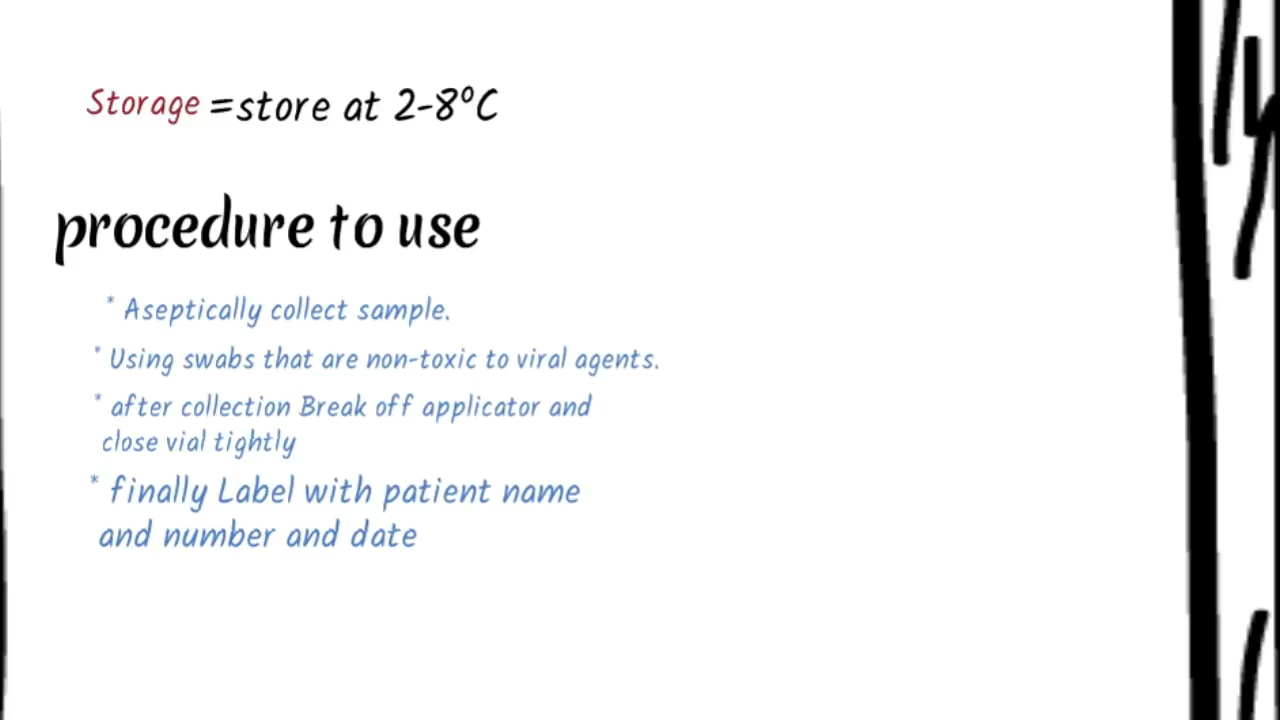 Storage =store at 2-8°C
procedure to use
* Aseptically collect sample.
* Using swabs that are non-toxic to viral agents.
* after collection Break off applicator and
close vial tightly
* finally Label with patient name
and number and date